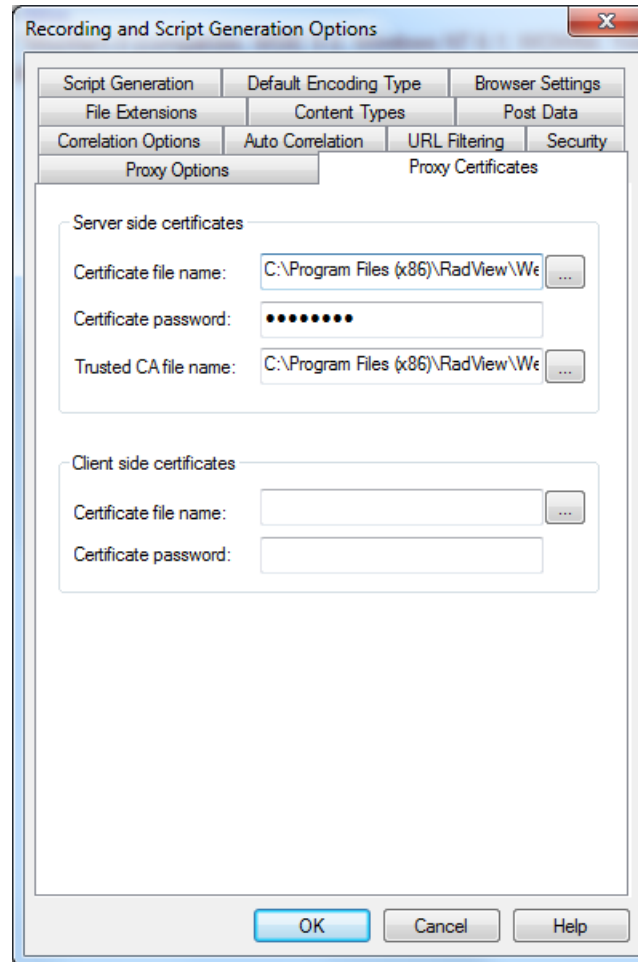 Recording and Script Generation Options
Script Generation Default Encoding Type Browser Settings
File Extensions Content Types Post Data
Correlation Options Auto Correlation URL Filtering Security
Proxy Options Proxy Certificates
Server side certificates
Certificate file name: C:\Program Files (x86)\RadView\We ...
Certificate password: ●●●●●●●●
Trusted CA file name: C:\Program Files (x86)\RadView\We ...
Client side certificates
Certificate file name: ...
Certificate password:
OK Cancel Help